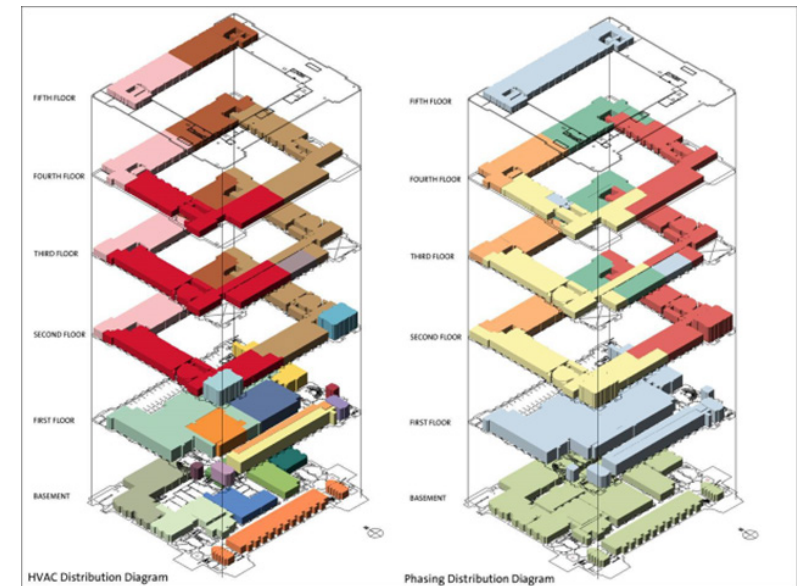 FIFTH FLOOR
FOURTH FLOOR
THIRD FLOOR
SECOND FLOOR
FIRST FLOOR
BASEMENT
HVAC Distribution Diagram
FIFTH FLOOR
FOURTH FLOOR
THIRD FLOOR
SECOND FLOOR
FIRST FLOOR
BASEMENT
Phasing Distribution Diagram